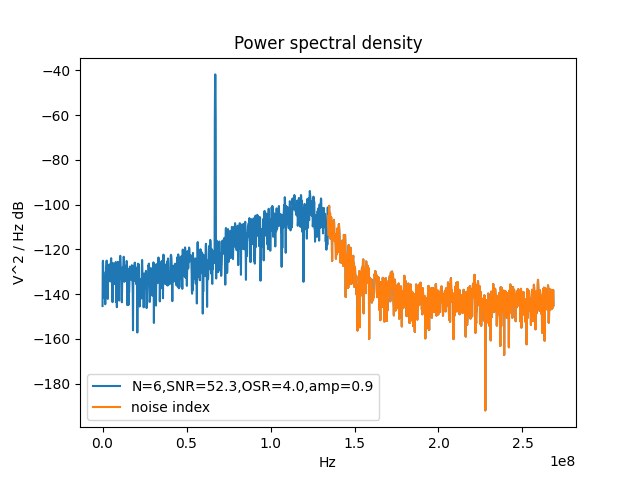 Power spectral density
V^2 / Hz dB
−40
−60
−80
−100
−120
−140
−160
−180
N=6,SNR=52.3,OSR=4.0,amp=0.9
noise index
0.0 0.5 1.0 1.5 2.0 2.5
1e8
Hz